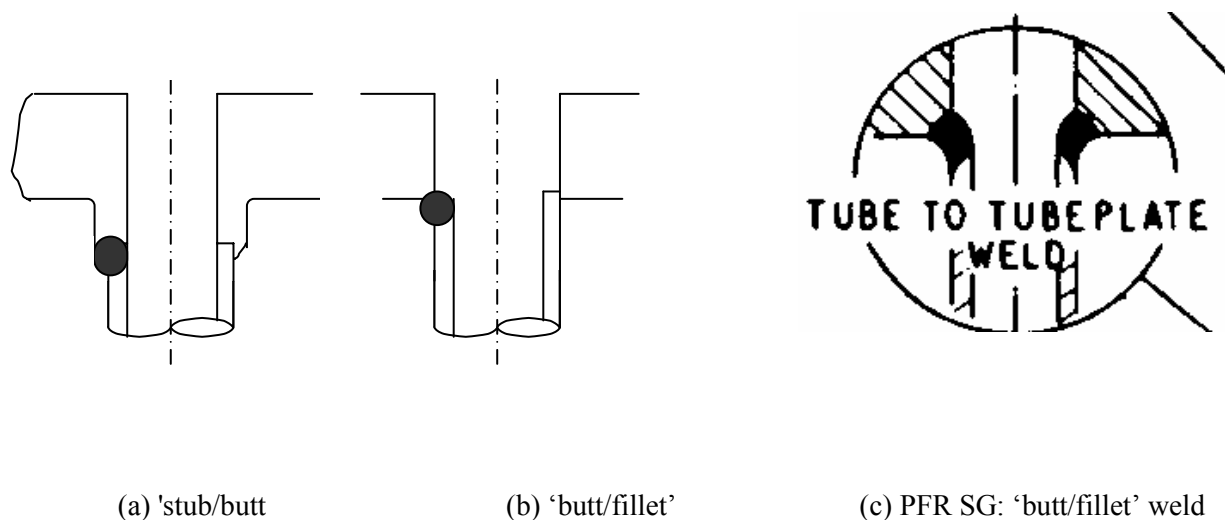 TUBE TO TUBEPLATE
WELD
(a) 'stub/butt
(b) ‘butt/fillet’
(c) PFR SG: ‘butt/fillet’ weld